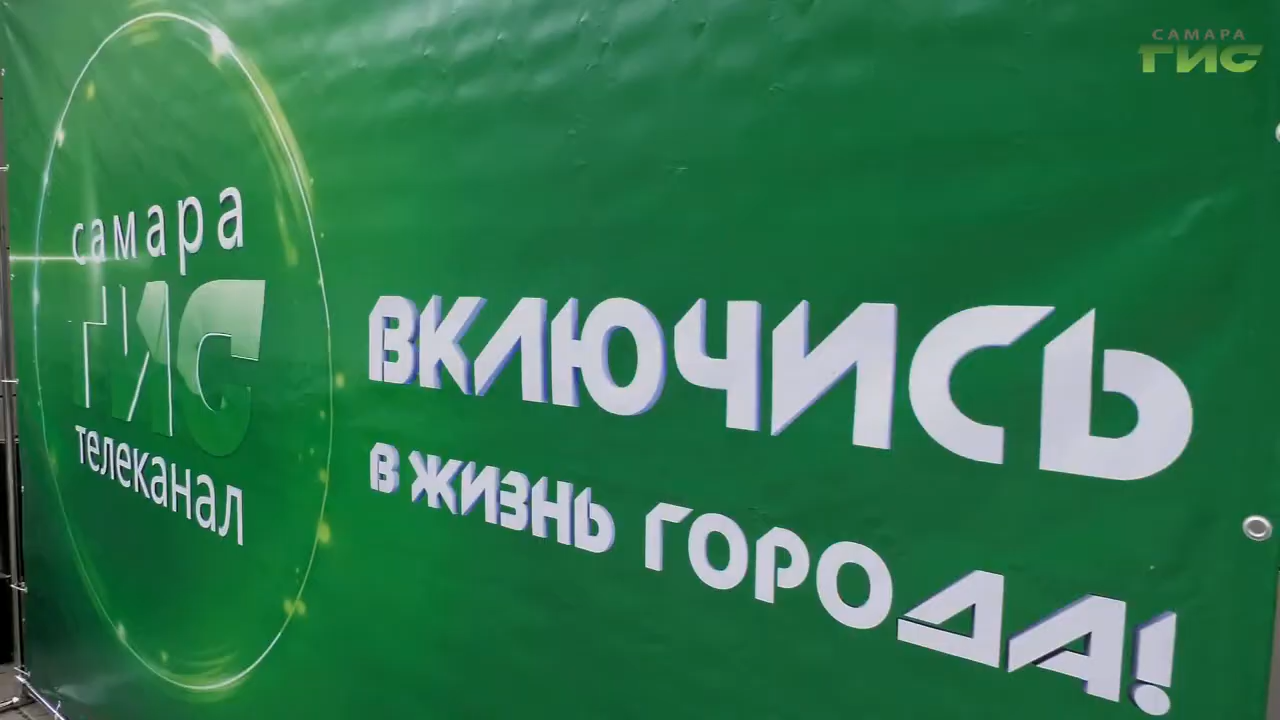 САМАРА
ГИС
самара
ГИС
телеканал
ВКЛЮЧИСЬ
В ЖИЗНЬ ГОРОДА!